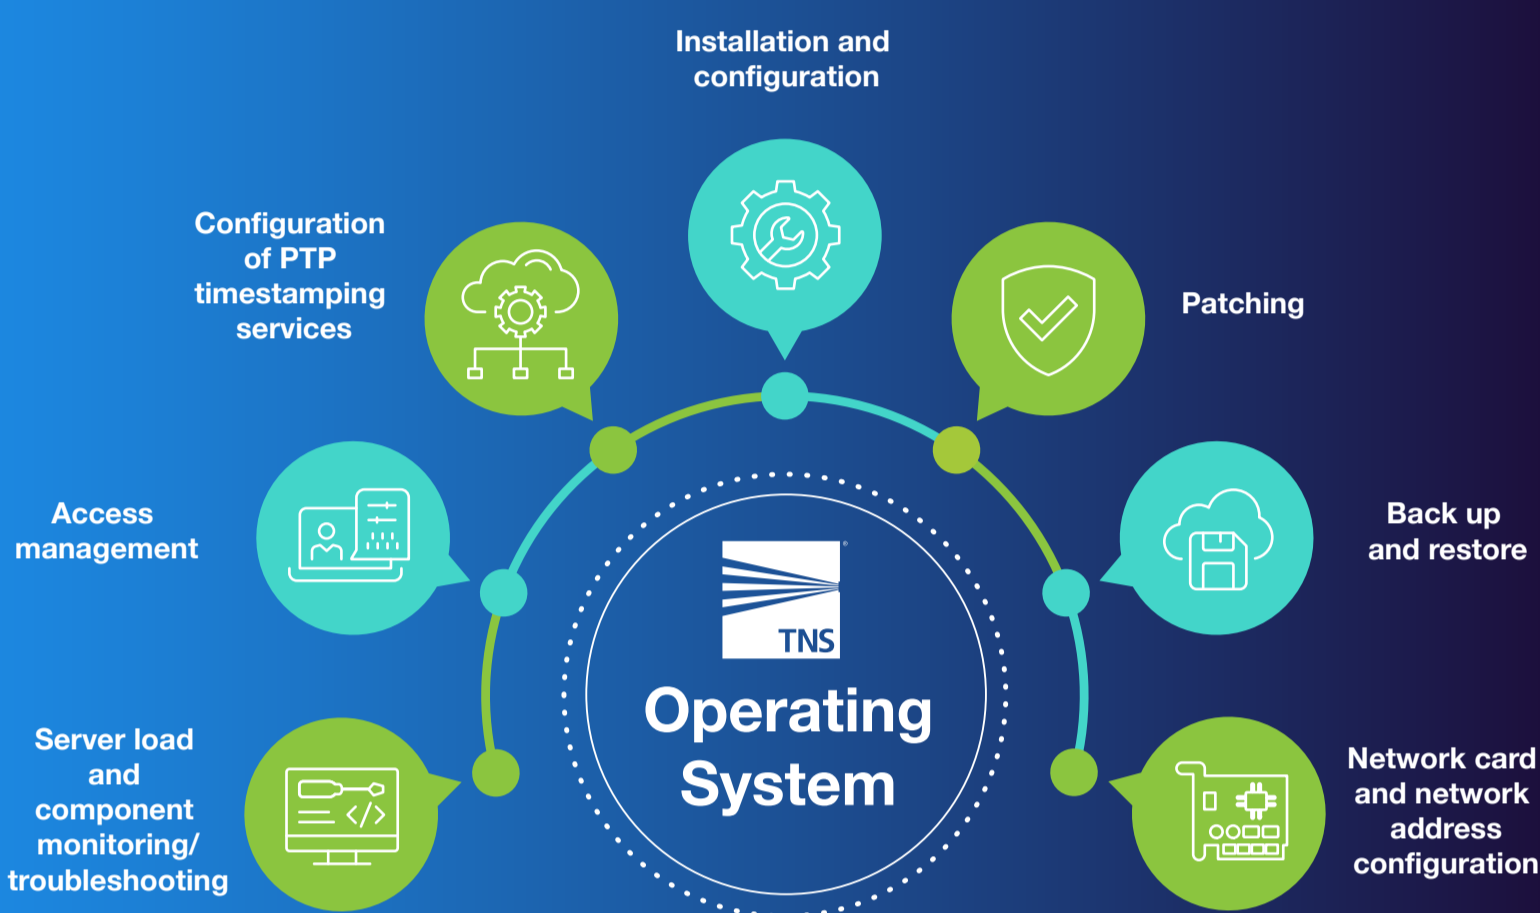 Installation and
configuration
Configuration
of PTP
timestamping
services
Patching
Access
management
Back up
and restore
TNS
Operating
System
Server load
and
component
monitoring/
troubleshooting
</>
Network card
and network
address
configuration